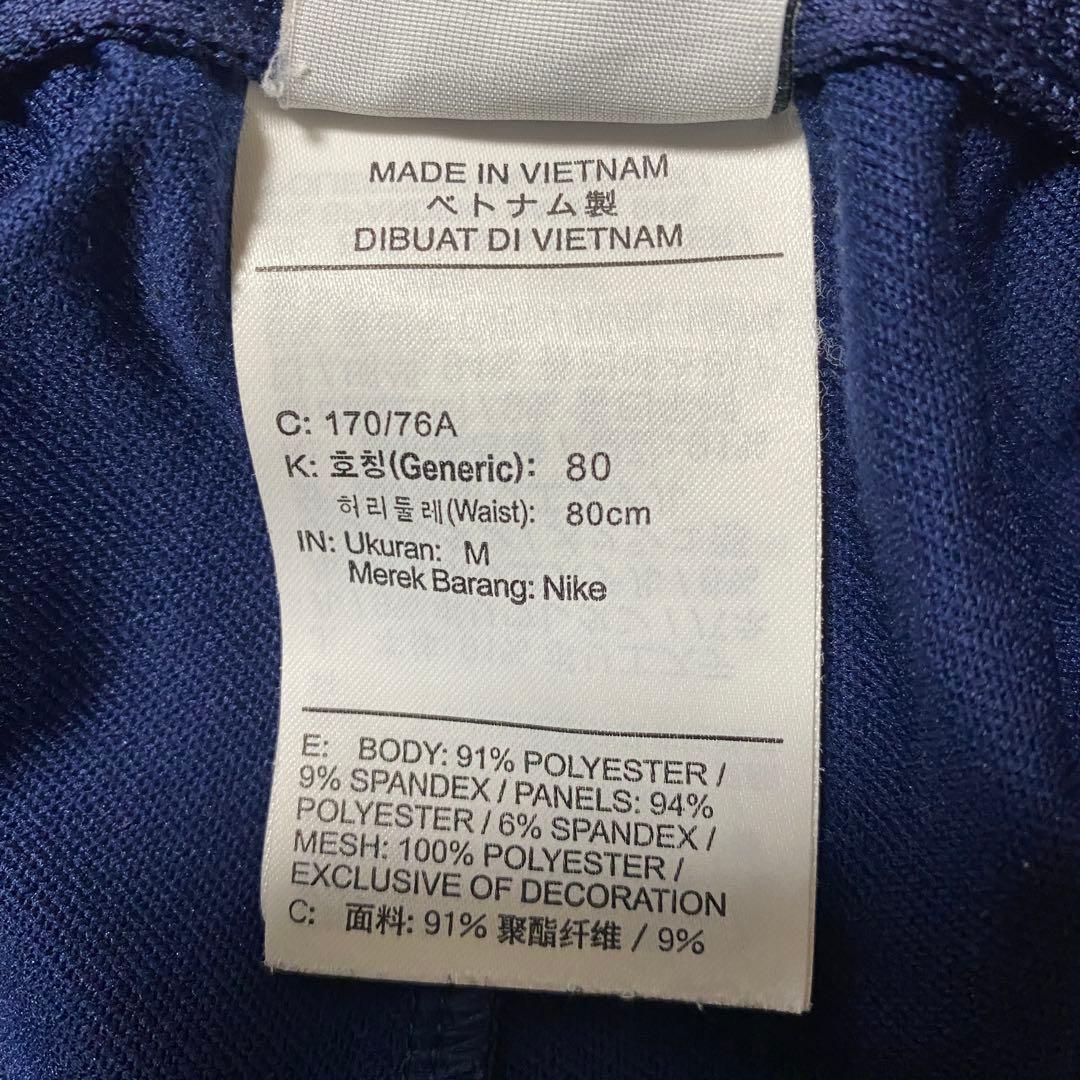 MADE IN VIETNAM
ベトナム製
DIBUAT DI VIETNAM
C: 170/76A
K: 호칭(Generic): 80
허리둘레(Waist): 80cm
IN: Ukuran: M
Merek Barang: Nike
E: BODY: 91% POLYESTER /
9% SPANDEX / PANELS: 94%
POLYESTER / 6% SPANDEX /
MESH: 100% POLYESTER /
EXCLUSIVE OF DECORATION
C: 面料: 91% 聚酯纤维 / 9%